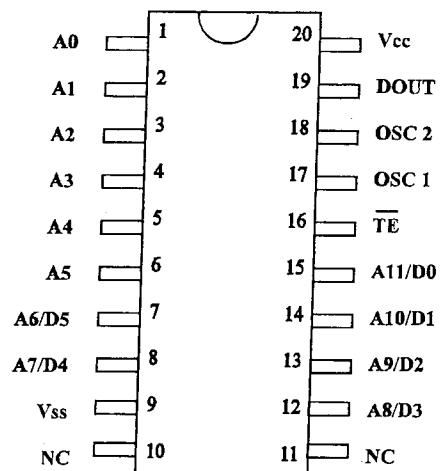 A0 1 20 Vcc
A1 2 19 DOUT
A2 3 18 OSC 2
A3 4 17 OSC 1
A4 5 16 TE
A5 6 15 A11/D0
A6/D5 7 14 A10/D1
A7/D4 8 13 A9/D2
Vss 9 12 A8/D3
NC 10 11 NC